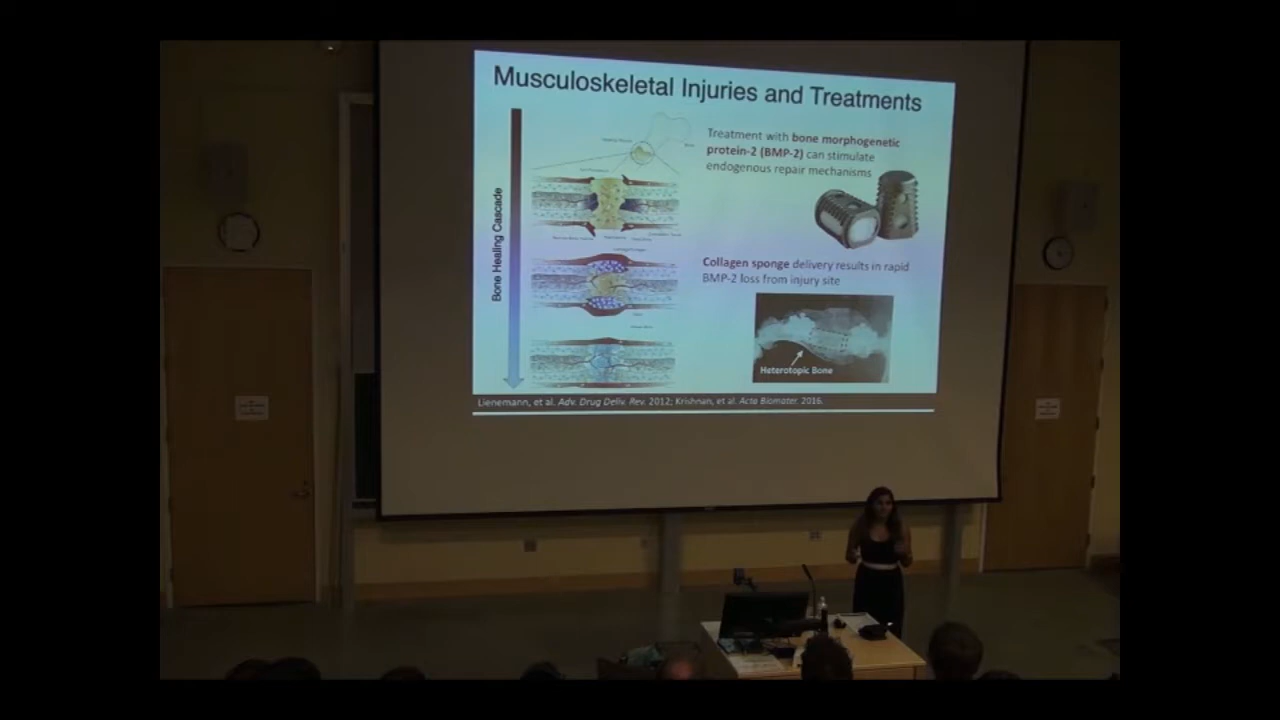 Musculoskeletal Injuries and Treatments
Bone Healing Cascade
Treatment with bone morphogenetic
protein-2 (BMP-2) can stimulate
endogenous repair mechanisms
Collagen sponge delivery results in rapid
BMP-2 loss from injury site
Heterotopic Bone
Lienemann, et al. Adv. Drug Deliv. Rev. 2012; Krishnan, et al. Acta Biomater. 2016.